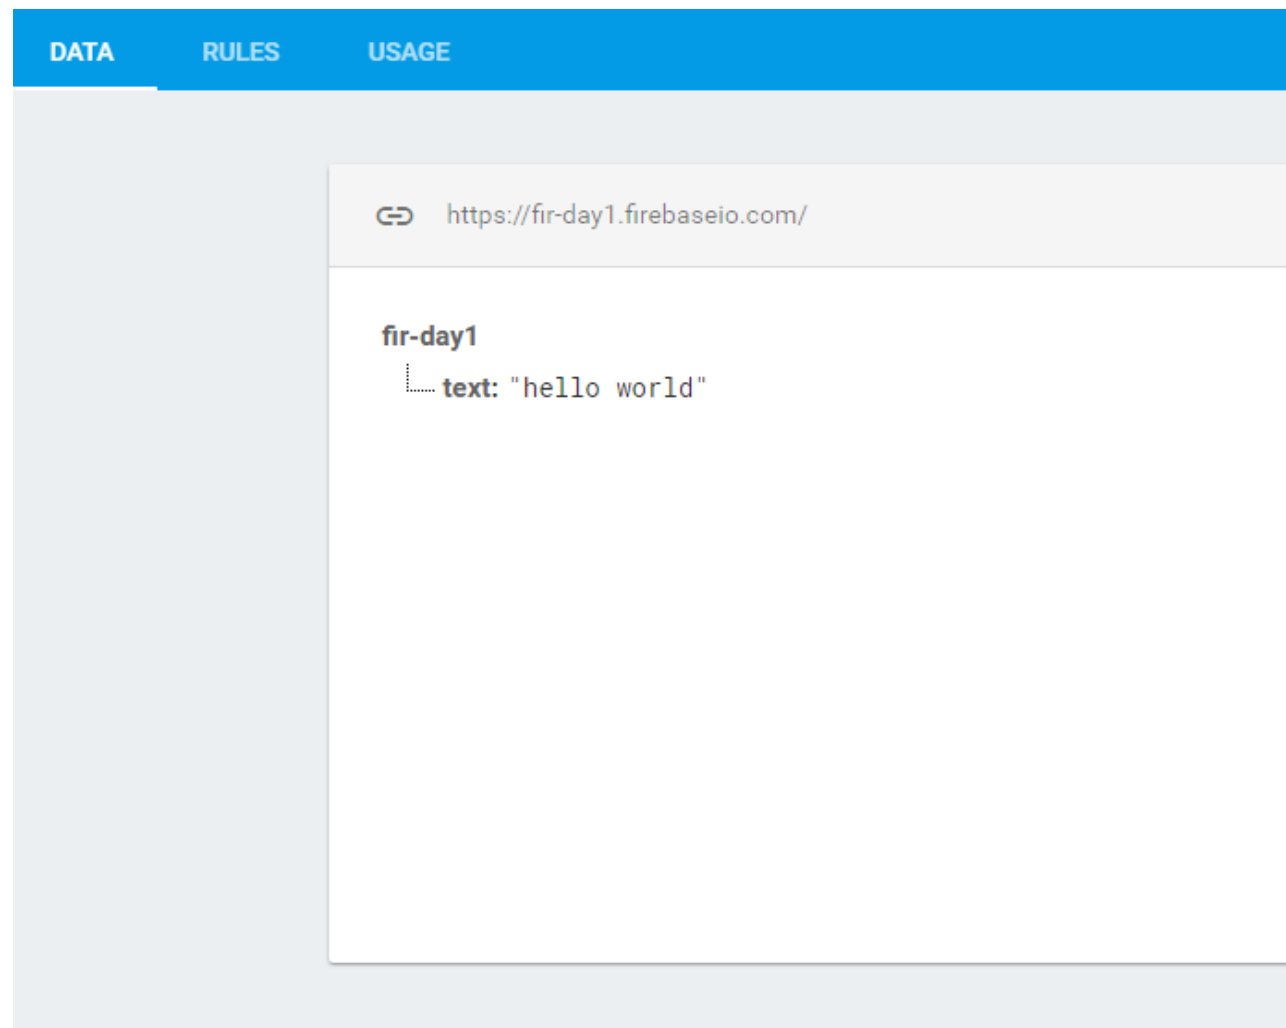 DATA RULES USAGE
https://fir-day1.firebaseio.com/
fir-day1
text: "hello world"